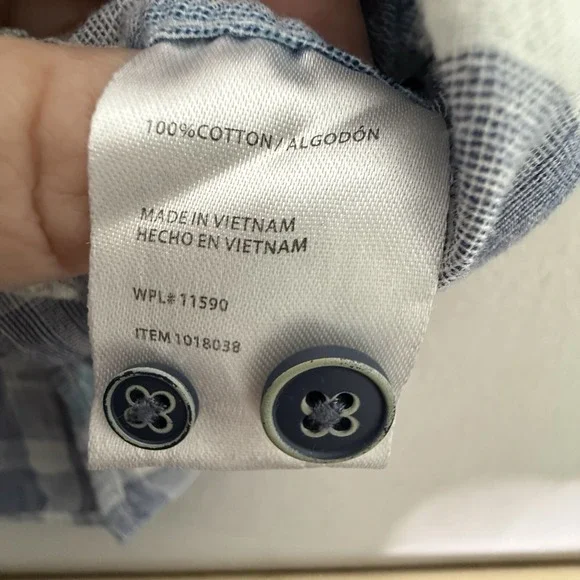 100%COTTON/ALGODÓN
MADE IN VIETNAM
HECHO EN VIETNAM
WPL#11590
ITEM 1018038